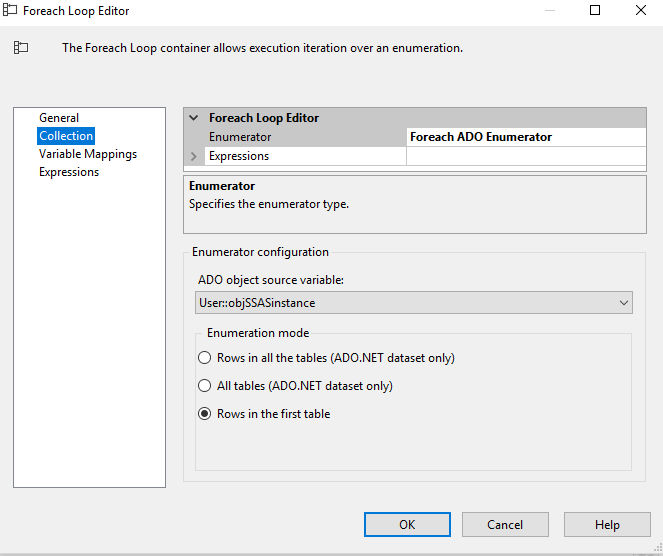 Foreach Loop Editor
The Foreach Loop container allows execution iteration over an enumeration.
General
Collection
Variable Mappings
Expressions
Foreach Loop Editor
Enumerator Foreach ADO Enumerator
Expressions
Enumerator
Specifies the enumerator type.
Enumerator configuration
ADO object source variable:
User::objSSASinstance
Enumeration mode
Rows in all the tables (ADO.NET dataset only)
All tables (ADO.NET dataset only)
Rows in the first table
OK Cancel Help